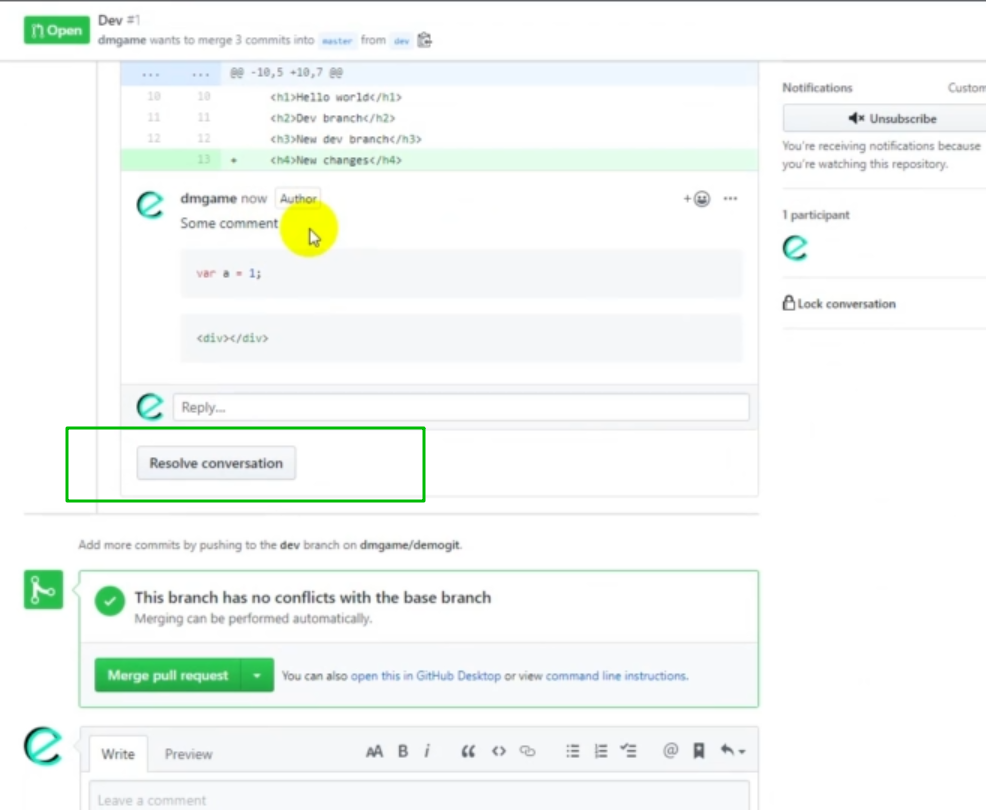 Open
Dev #1
dmgame wants to merge 3 commits into master from dev
... ... @@ -10,5 +10,7 @@
10 10 <h1>Hello world</h1>
11 11 <h2>Dev branch</h2>
12 12 <h3>New dev branch</h3>
13 + <h4>New changes</h4>
dmgame now Author
Some comment
var a = 1;
<div></div>
Reply...
Resolve conversation
Notifications Custom
Unsubscribe
You're receiving notifications because
you're watching this repository.
1 participant
Lock conversation
Add more commits by pushing to the dev branch on dmgame/demogit.
This branch has no conflicts with the base branch
Merging can be performed automatically.
Merge pull request You can also open this in GitHub Desktop or view command line instructions.
Write Preview AA B i
Leave a comment